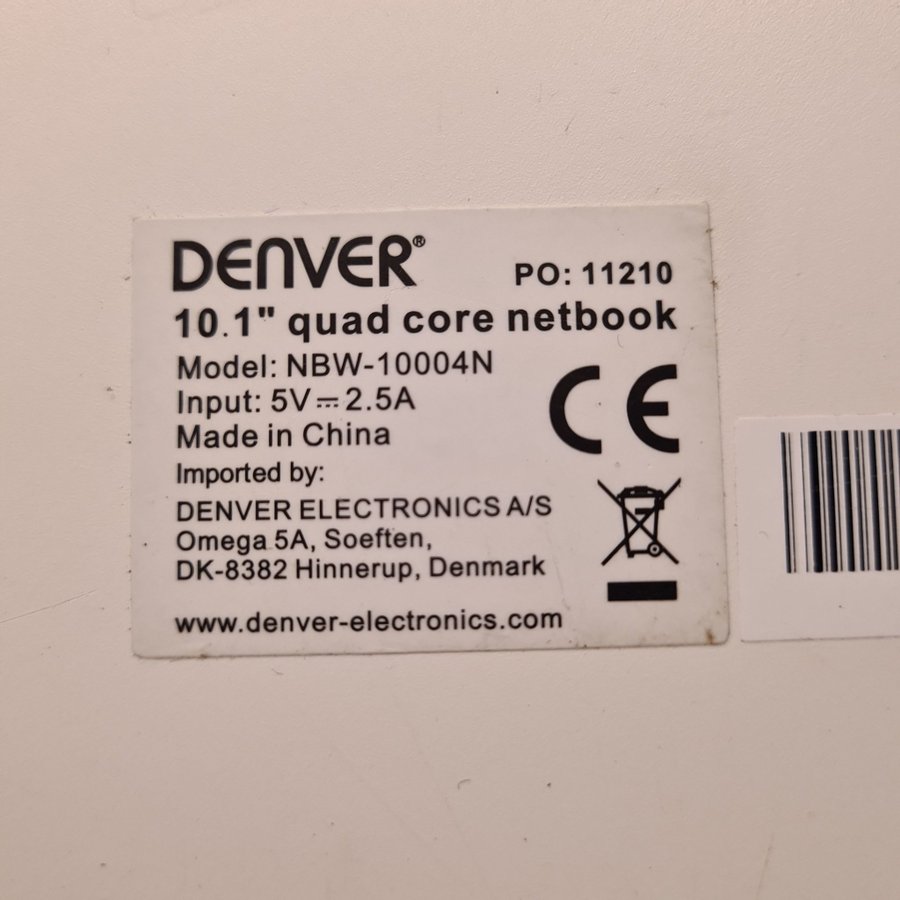 DENVER®
PO: 11210
10.1" quad core netbook
Model: NBW-10004N
Input: 5V⎓2.5A
Made in China
CE
Imported by:
DENVER ELECTRONICS A/S
Omega 5A, Soeften,
DK-8382 Hinnerup, Denmark
www.denver-electronics.com